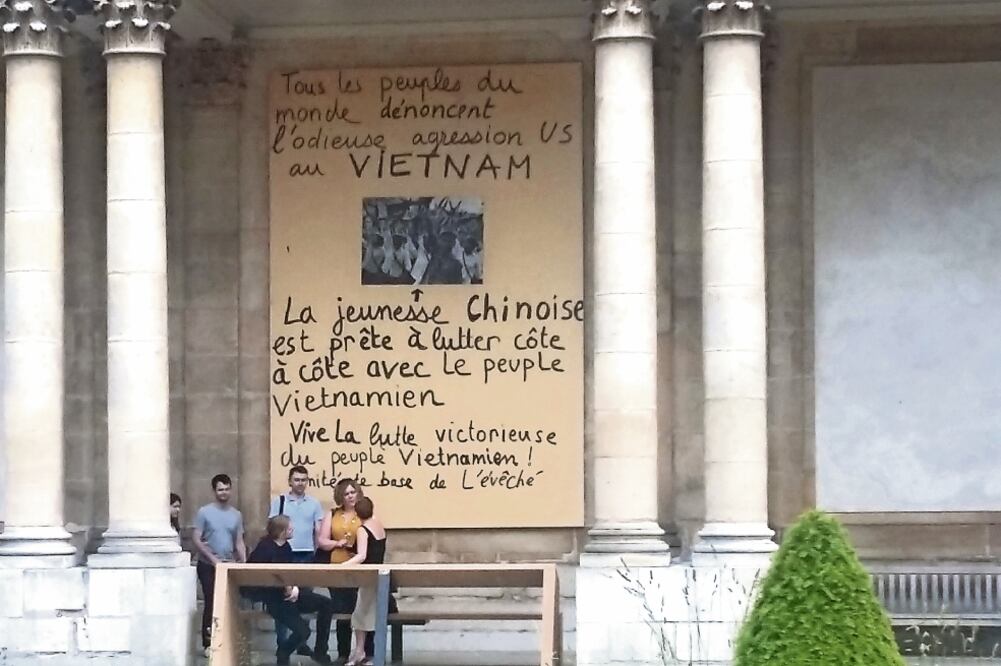 Tous les peuples du
monde dénoncent
l'odieuse agression US
au VIETNAM
La jeunesse Chinoise
est prête à lutter côte
à côte avec le peuple
Vietnamien
Vive La lutte victorieuse
du peuple Vietnamien !
de base de L'évêché